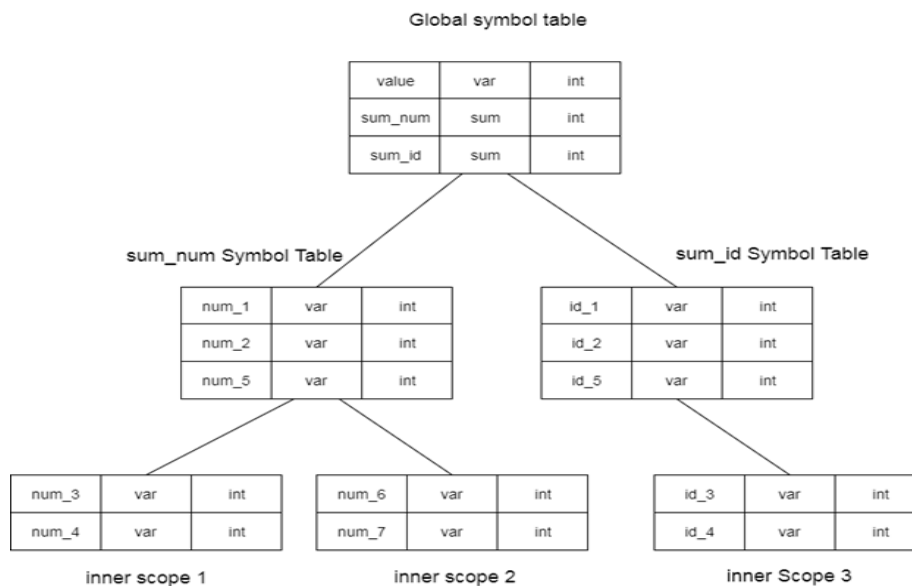 Global symbol table
value var int
sum_num sum int
sum_id sum int
sum_num Symbol Table
num_1 var int
num_2 var int
num_5 var int
sum_id Symbol Table
id_1 var int
id_2 var int
id_5 var int
num_3 var int
num_4 var int
inner scope 1
num_6 var int
num_7 var int
inner scope 2
id_3 var int
id_4 var int
inner Scope 3